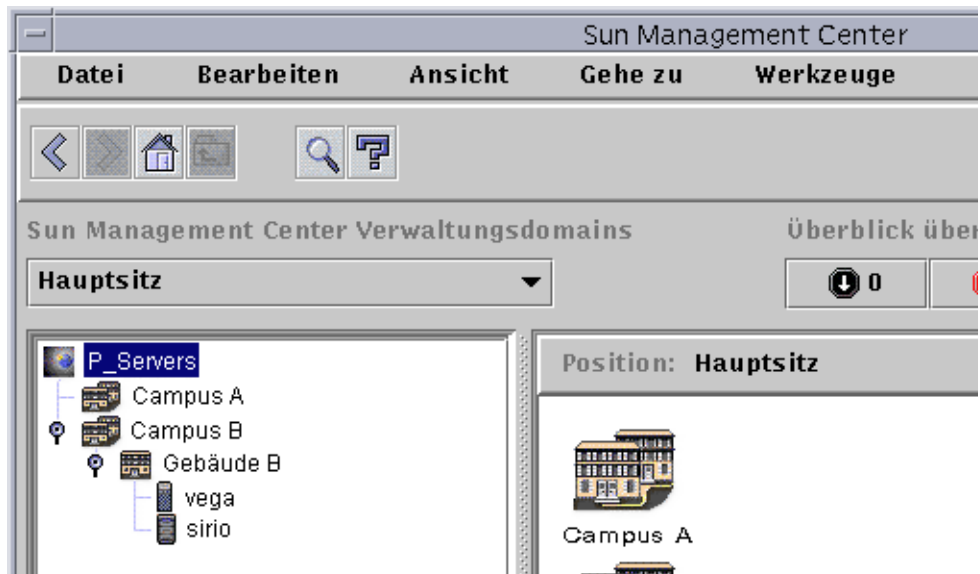 Sun Management Center
Datei Bearbeiten Ansicht Gehe zu Werkzeuge
Sun Management Center Verwaltungsdomains Überblick über
Hauptsitz 0
P_Servers
Position: Hauptsitz
Campus A
Campus B
Gebäude B
vega
sirio
Campus A